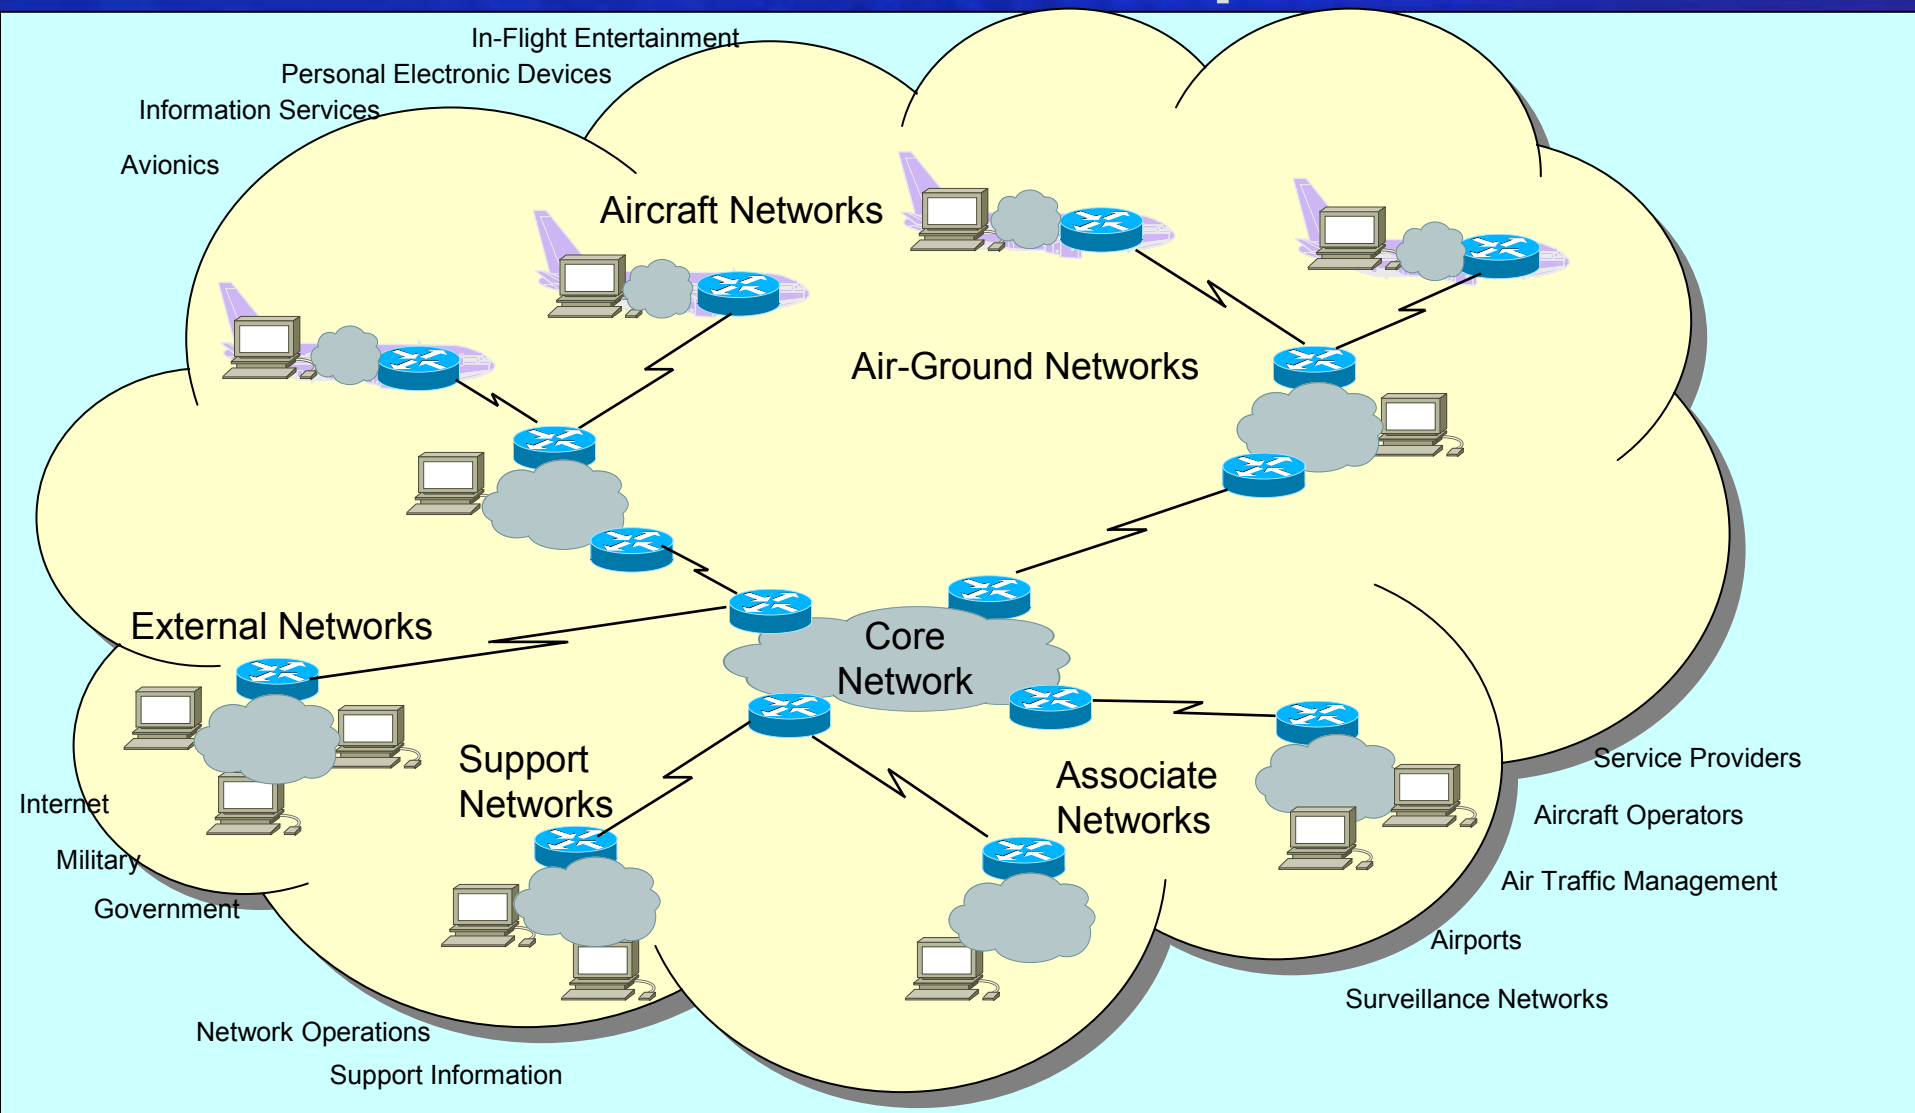 In-Flight Entertainment
Personal Electronic Devices
Information Services
Avionics
Aircraft Networks
Air-Ground Networks
External Networks
Core
Network
Support
Networks
Associate
Networks
Service Providers
Internet
Aircraft Operators
Military
Air Traffic Management
Government
Airports
Surveillance Networks
Network Operations
Support Information